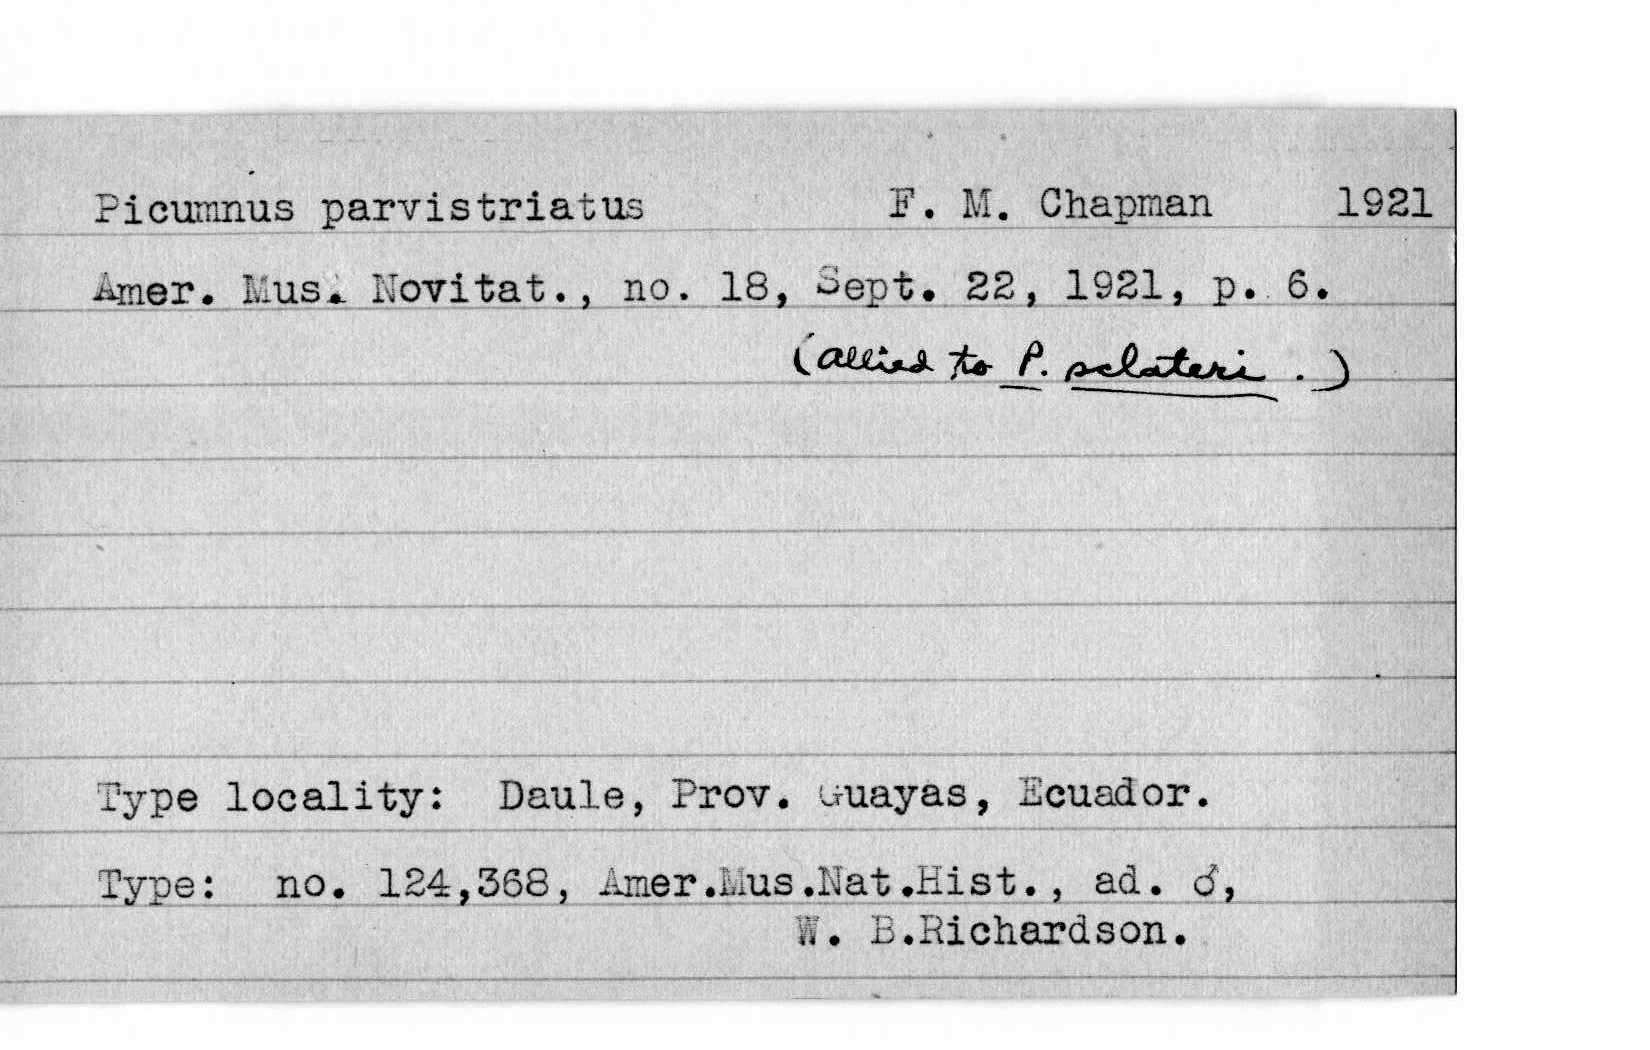 Picumnus parvistriatus F. M. Chapman 1921
Amer. Mus. Novitat., no. 18, Sept. 22, 1921, p. 6.
(allied to P. sclateri.)
Type locality: Daule, Prov. Guayas, Ecuador.
Type: no. 124,368, Amer.Mus.Nat.Hist., ad. ♂,
W. B.Richardson.